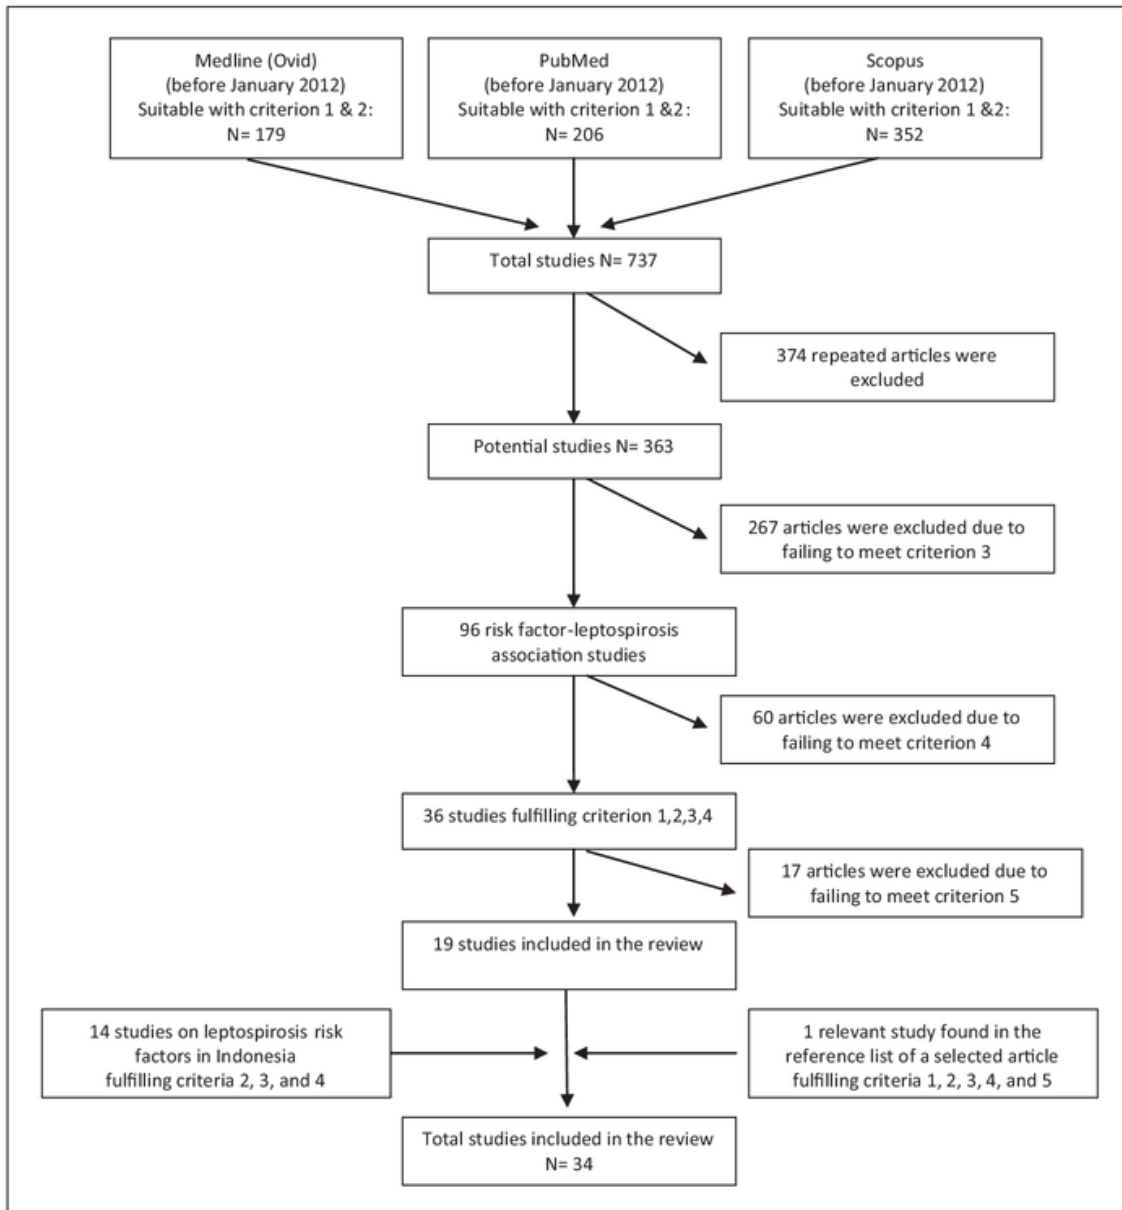 Medline (Ovid)
(before January 2012)
Suitable with criterion 1 & 2:
N= 179
PubMed
(before January 2012)
Suitable with criterion 1 &2:
N= 206
Scopus
(before January 2012)
Suitable with criterion 1 &2:
N= 352
Total studies N= 737
374 repeated articles were
excluded
Potential studies N= 363
267 articles were excluded due to
failing to meet criterion 3
96 risk factor-leptospirosis
association studies
60 articles were excluded due to
failing to meet criterion 4
36 studies fulfilling criterion 1,2,3,4
17 articles were excluded due to
failing to meet criterion 5
19 studies included in the review
14 studies on leptospirosis risk
factors in Indonesia
fulfilling criteria 2, 3, and 4
1 relevant study found in the
reference list of a selected article
fulfilling criteria 1, 2, 3, 4, and 5
Total studies included in the review
N= 34